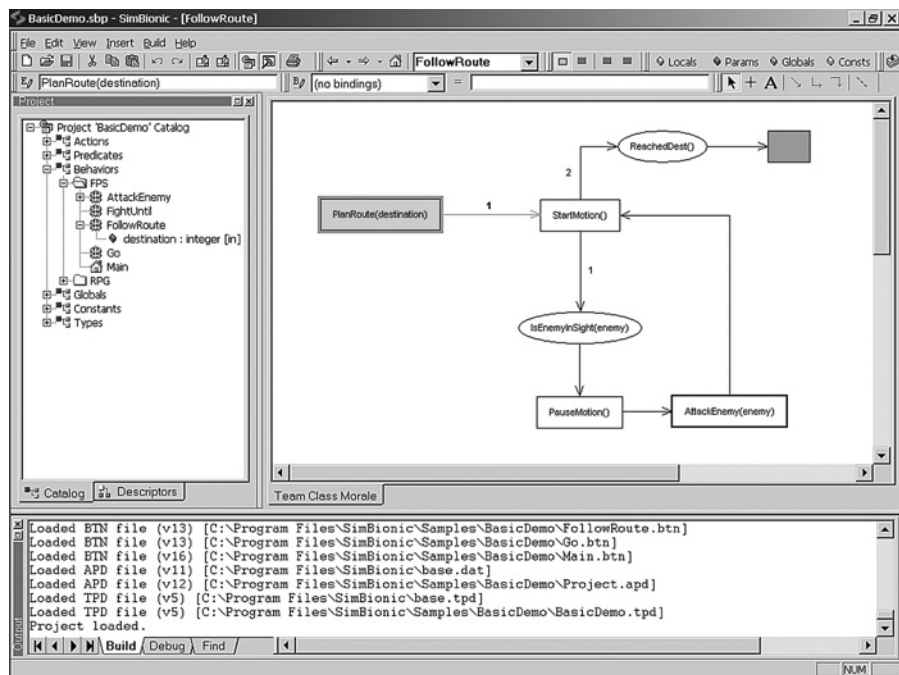 BasicDemo.sbp - SimBionic - [FollowRoute]
File Edit View Insert Build Help
FollowRoute
Locals Params Globals Consts
PlanRoute(destination)
(no bindings)
=
A
Project
Project 'BasicDemo' Catalog
Actions
Predicates
Behaviors
FPS
AttackEnemy
FightUntil
FollowRoute
destination : integer [in]
Go
Main
RPG
Globals
Constants
Types
Catalog Descriptors
ReachedDest()
2
PlanRoute(destination)
1
StartMotion()
1
IsEnemyInSight(enemy)
PauseMotion()
AttackEnemy(enemy)
Team Class Morale
Loaded BTN file (v13) [C:\Program Files\SimBionic\Samples\BasicDemo\FollowRoute.btn]
Loaded BTN file (v13) [C:\Program Files\SimBionic\Samples\BasicDemo\Go.btn]
Loaded BTN file (v16) [C:\Program Files\SimBionic\Samples\BasicDemo\Main.btn]
Loaded APD file (v11) [C:\Program Files\SimBionic\base.dat]
Loaded APD file (v12) [C:\Program Files\SimBionic\Samples\BasicDemo\Project.apd]
Loaded TPD file (v5) [C:\Program Files\SimBionic\base.tpd]
Loaded TPD file (v5) [C:\Program Files\SimBionic\Samples\BasicDemo\BasicDemo.tpd]
Project loaded.
Output
Build Debug Find
NUM